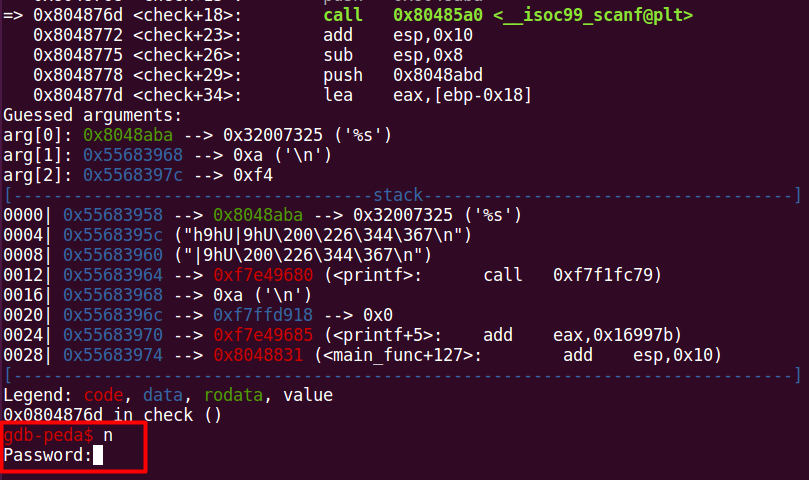 => 0x804876d <check+18>: call 0x80485a0 <__isoc99_scanf@plt>
0x8048772 <check+23>: add esp,0x10
0x8048775 <check+26>: sub esp,0x8
0x8048778 <check+29>: push 0x8048abd
0x804877d <check+34>: lea eax,[ebp-0x18]
Guessed arguments:
arg[0]: 0x8048aba --> 0x32007325 ('%s')
arg[1]: 0x55683968 --> 0xa ('\n')
arg[2]: 0x5568397c --> 0xf4
[------------------------------------stack-------------------------------------]
0000| 0x55683958 --> 0x8048aba --> 0x32007325 ('%s')
0004| 0x5568395c ("h9hU|9hU\200\226\344\367\n")
0008| 0x55683960 ("|9hU\200\226\344\367\n")
0012| 0x55683964 --> 0xf7e49680 (<printf>: call 0xf7f1fc79)
0016| 0x55683968 --> 0xa ('\n')
0020| 0x5568396c --> 0xf7ffd918 --> 0x0
0024| 0x55683970 --> 0xf7e49685 (<printf+5>: add eax,0x16997b)
0028| 0x55683974 --> 0x8048831 (<main_func+127>: add esp,0x10)
[------------------------------------------------------------------------------]
Legend: code, data, rodata, value
0x0804876d in check ()
gdb-peda$ n
Password: